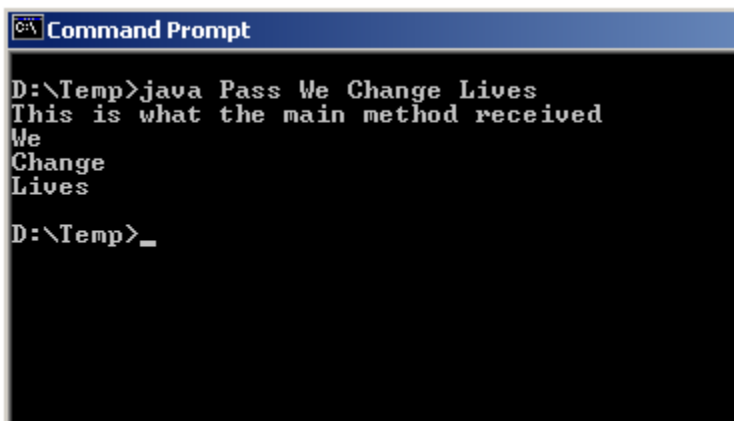 Command Prompt
D:\Temp>java Pass We Change Lives
This is what the main method received
We
Change
Lives
D:\Temp>_